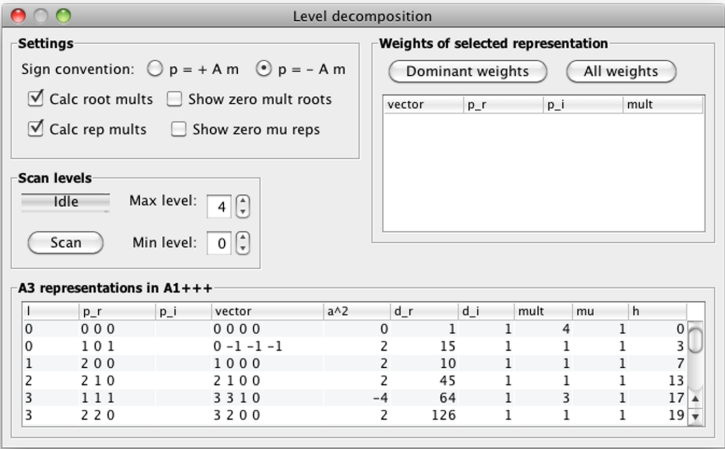 Level decomposition
Settings
Sign convention: p = + A m p = - A m
Calc root mults Show zero mult roots
Calc rep mults Show zero mu reps
Weights of selected representation
Dominant weights All weights
vector p_r p_i mult
Scan levels
Idle Max level: 4
Scan Min level: 0
A3 representations in A1+++
l p_r p_i vector a^2 d_r d_i mult mu h
0 0 0 0 0 0 0 0 0 1 1 4 1 0
0 1 0 1 0 -1 -1 -1 2 15 1 1 1 3
1 2 0 0 1 0 0 0 2 10 1 1 1 7
2 2 1 0 2 1 0 0 2 45 1 1 1 13
3 1 1 1 3 3 1 0 -4 64 1 3 1 17
3 2 2 0 3 2 0 0 2 126 1 1 1 19